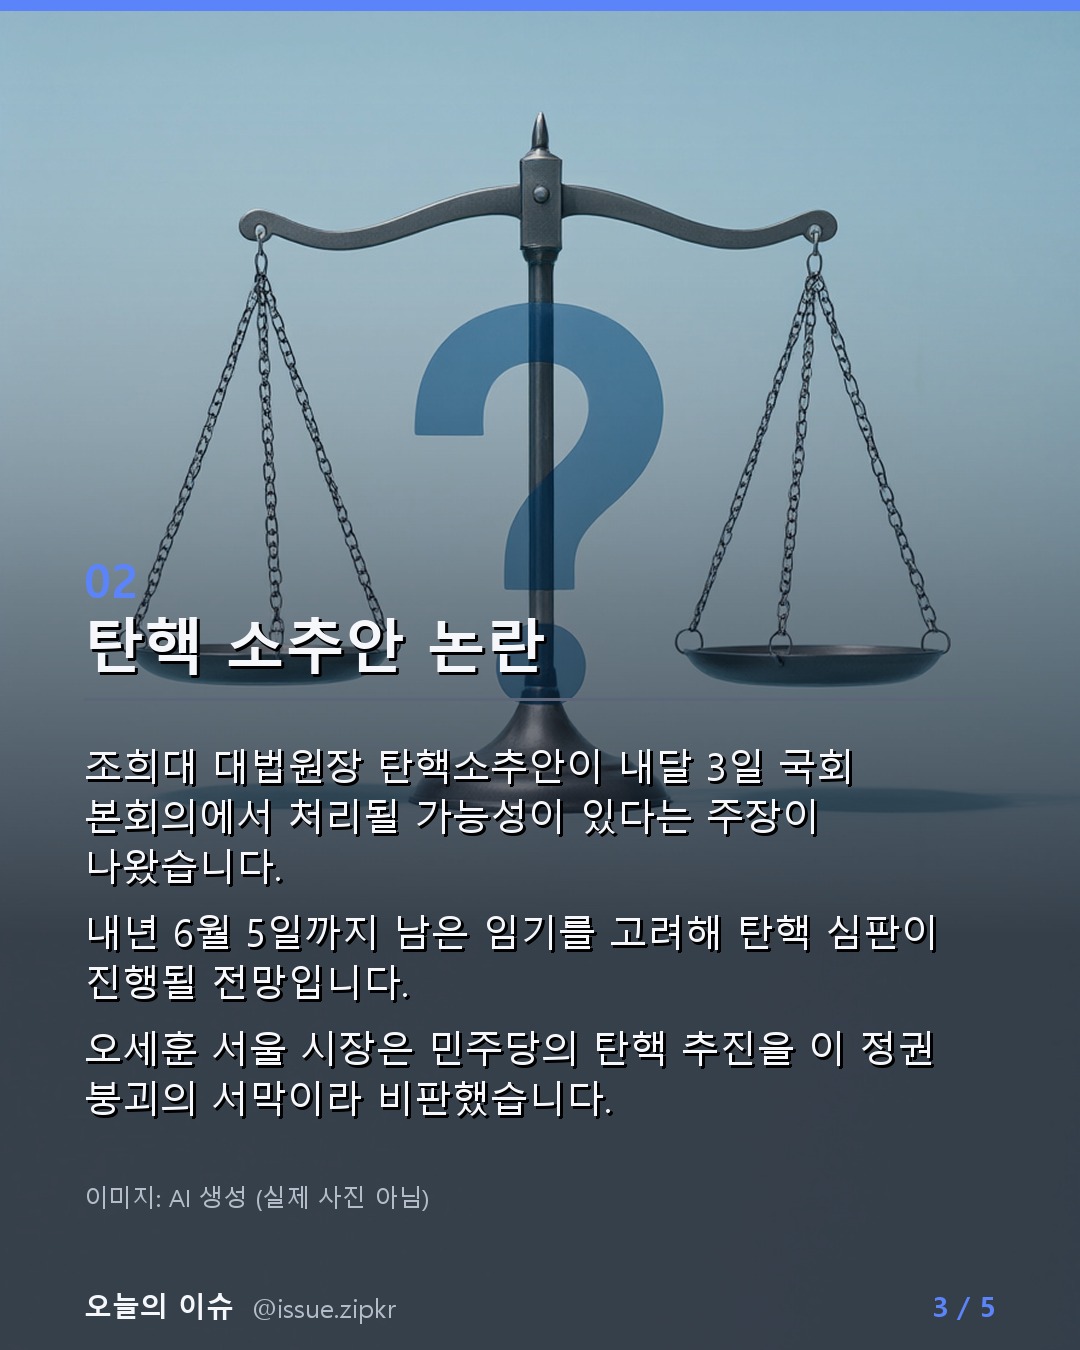 02
탄핵 소추안 논란
조희대 대법원장 탄핵소추안이 내달 3일 국회
본회의에서 처리될 가능성이 있다는 주장이
나왔습니다.
내년 6월 5일까지 남은 임기를 고려해 탄핵 심판이
진행될 전망입니다.
오세훈 서울 시장은 민주당의 탄핵 추진을 이 정권
붕괴의 서막이라 비판했습니다.
이미지: AI 생성 (실제 사진 아님)
오늘의 이슈 @issue.zipkr
3 / 5